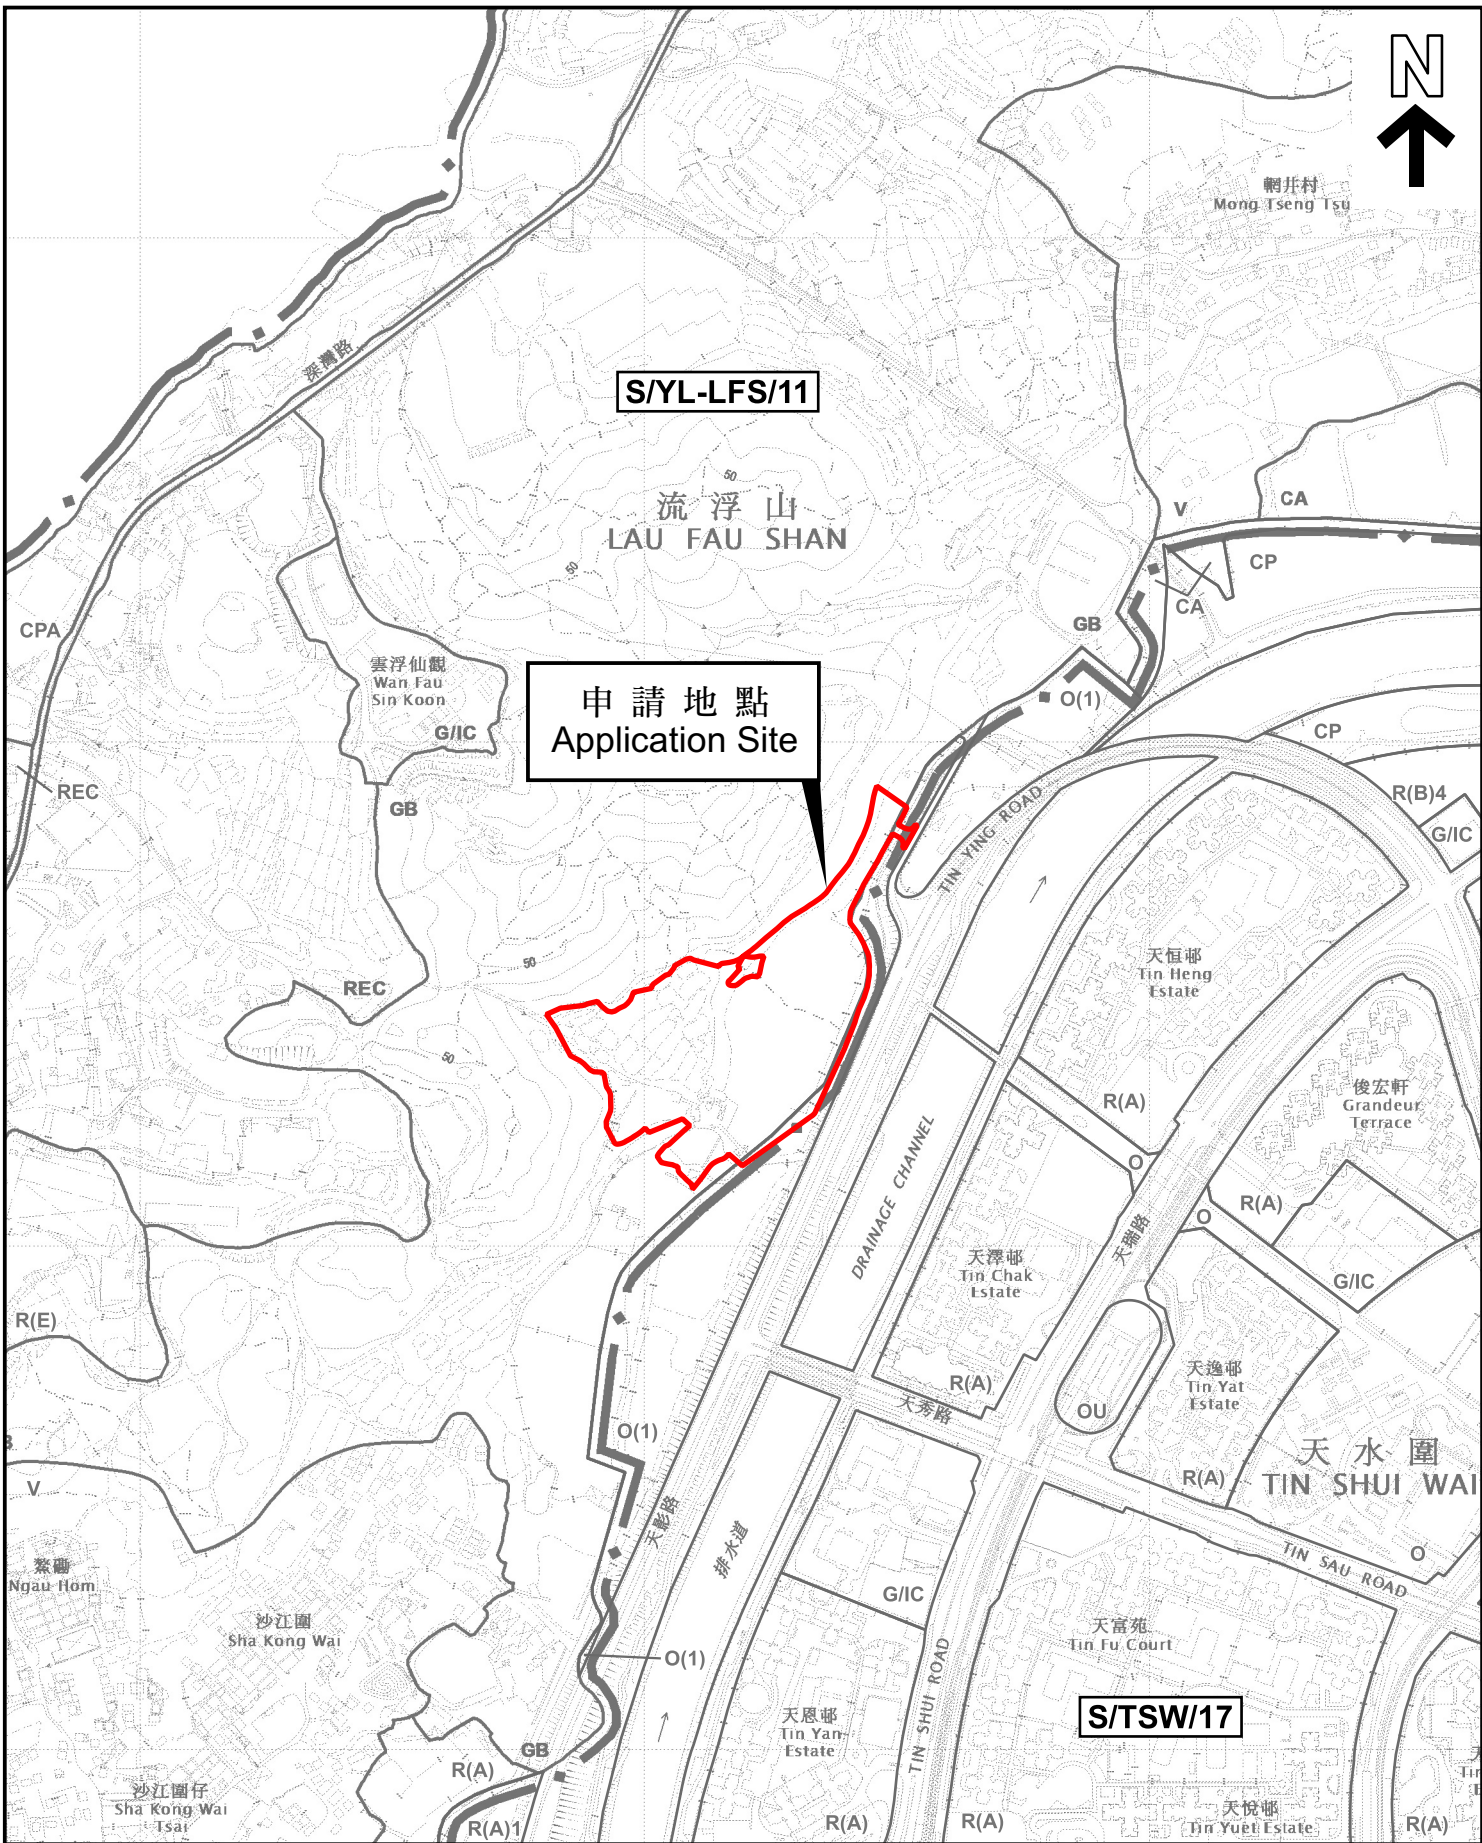 N
網井村
Mong Tseng Tsu
深灣路
S/YL-LFS/11
50
流浮山
LAU FAU SHAN
50
V
CA
CP
CA
CPA
GB
雲浮仙觀
Wan Fau
Sin Koon
G/IC
申請地點
Application Site
O(1)
CP
REC
GB
TIN YING ROAD
R(B)4
G/IC
天恒邨
Tin Heng
Estate
50
REC
50
俊宏軒
Grandeur
Terrace
R(A)
DRAINAGE CHANNEL
O
R(A)
O
天瑞路
天澤邨
Tin Chak
Estate
G/IC
R(E)
天逸邨
Tin Yat
Estate
R(A)
OU
天秀路
O(1)
天水圍
TIN SHUI WAI
R(A)
V
天影路
排水道
TIN SAU ROAD
O
鰲磡
Ngau Hom
沙江圍
Sha Kong Wai
G/IC
天富苑
Tin Fu Court
O(1)
TIN SHUI ROAD
天恩邨
Tin Yan
Estate
S/TSW/17
GB
R(A)
沙江圍仔
Sha Kong Wai
Tsai
R(A)1
R(A)
R(A)
天悅邨
Tin Yuet Estate
R(A)